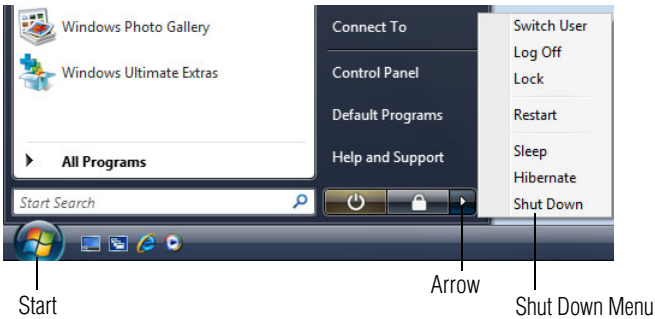 Windows Photo Gallery
Windows Ultimate Extras
All Programs
Start Search
Connect To
Control Panel
Default Programs
Help and Support
Switch User
Log Off
Lock
Restart
Sleep
Hibernate
Shut Down
Start
Arrow
Shut Down Menu